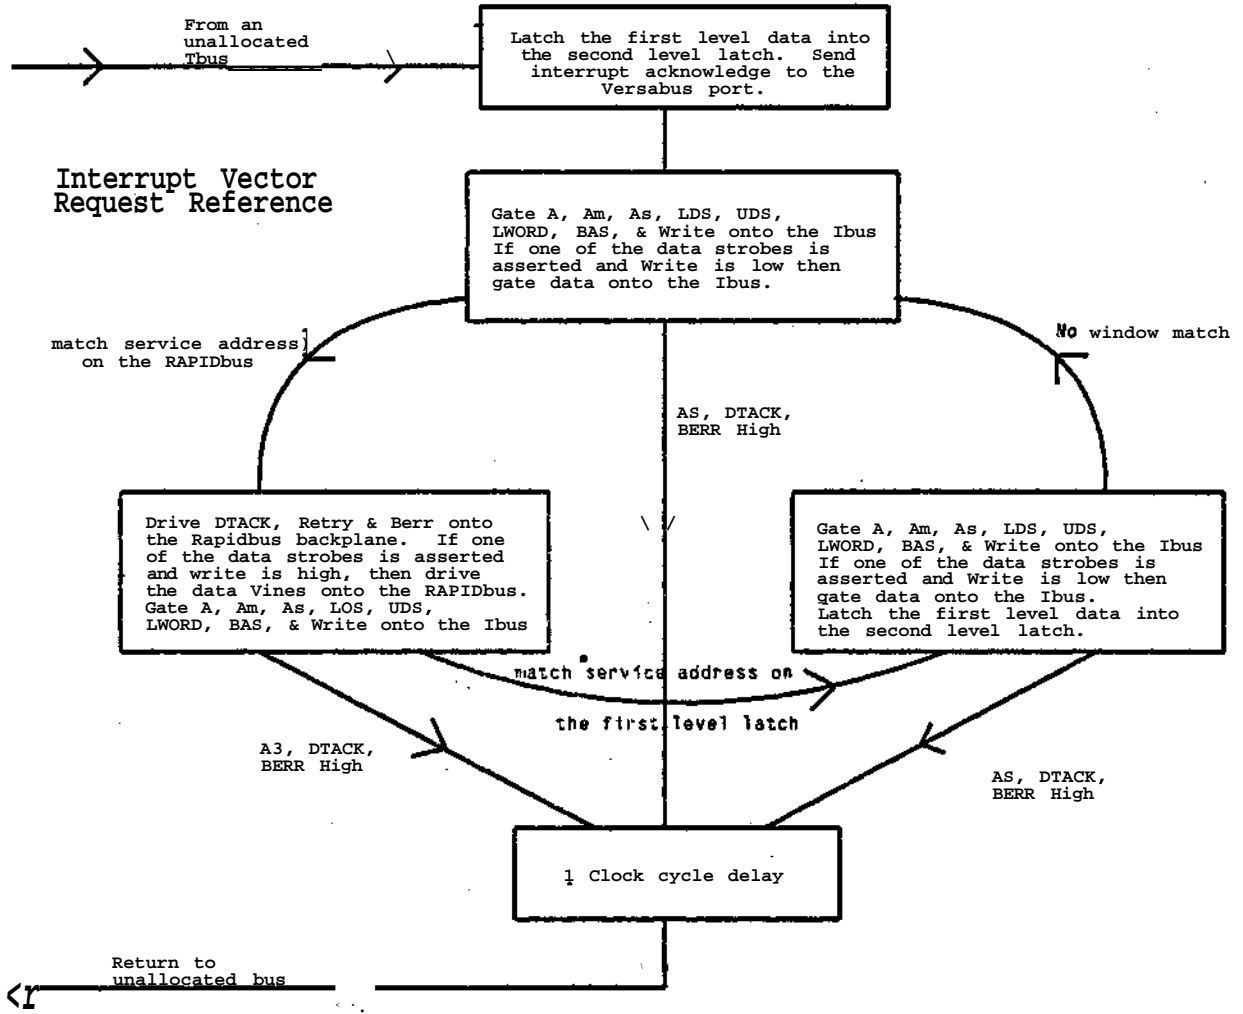 From an
unallocated
Tbus
Latch the first level data into
the second level latch. Send
interrupt acknowledge to the
Versabus port.
Interrupt Vector
Request Reference
Gate A, Am, As, LDS, UDS,
LWORD, BAS, & Write onto the Ibus
If one of the data strobes is
asserted and Write is low then
gate data onto the Ibus.
match service address
on the RAPIDbus
No window match
AS, DTACK,
BERR High
Drive DTACK, Retry & Berr onto
the Rapidbus backplane. If one
of the data strobes is asserted
and write is high, then drive
the data Vines onto the RAPIDbus.
Gate A, Am, As, LOS, UDS,
LWORD, BAS, & Write onto the Ibus
Gate A, Am, As, LDS, UDS,
LWORD, BAS, & Write onto the Ibus
If one of the data strobes is
asserted and Write is low then
gate data onto the Ibus.
Latch the first level data into
the second level latch.
match service address on
the first level latch
A3, DTACK,
BERR High
AS, DTACK,
BERR High
1 Clock cycle delay
Return to
unallocated bus